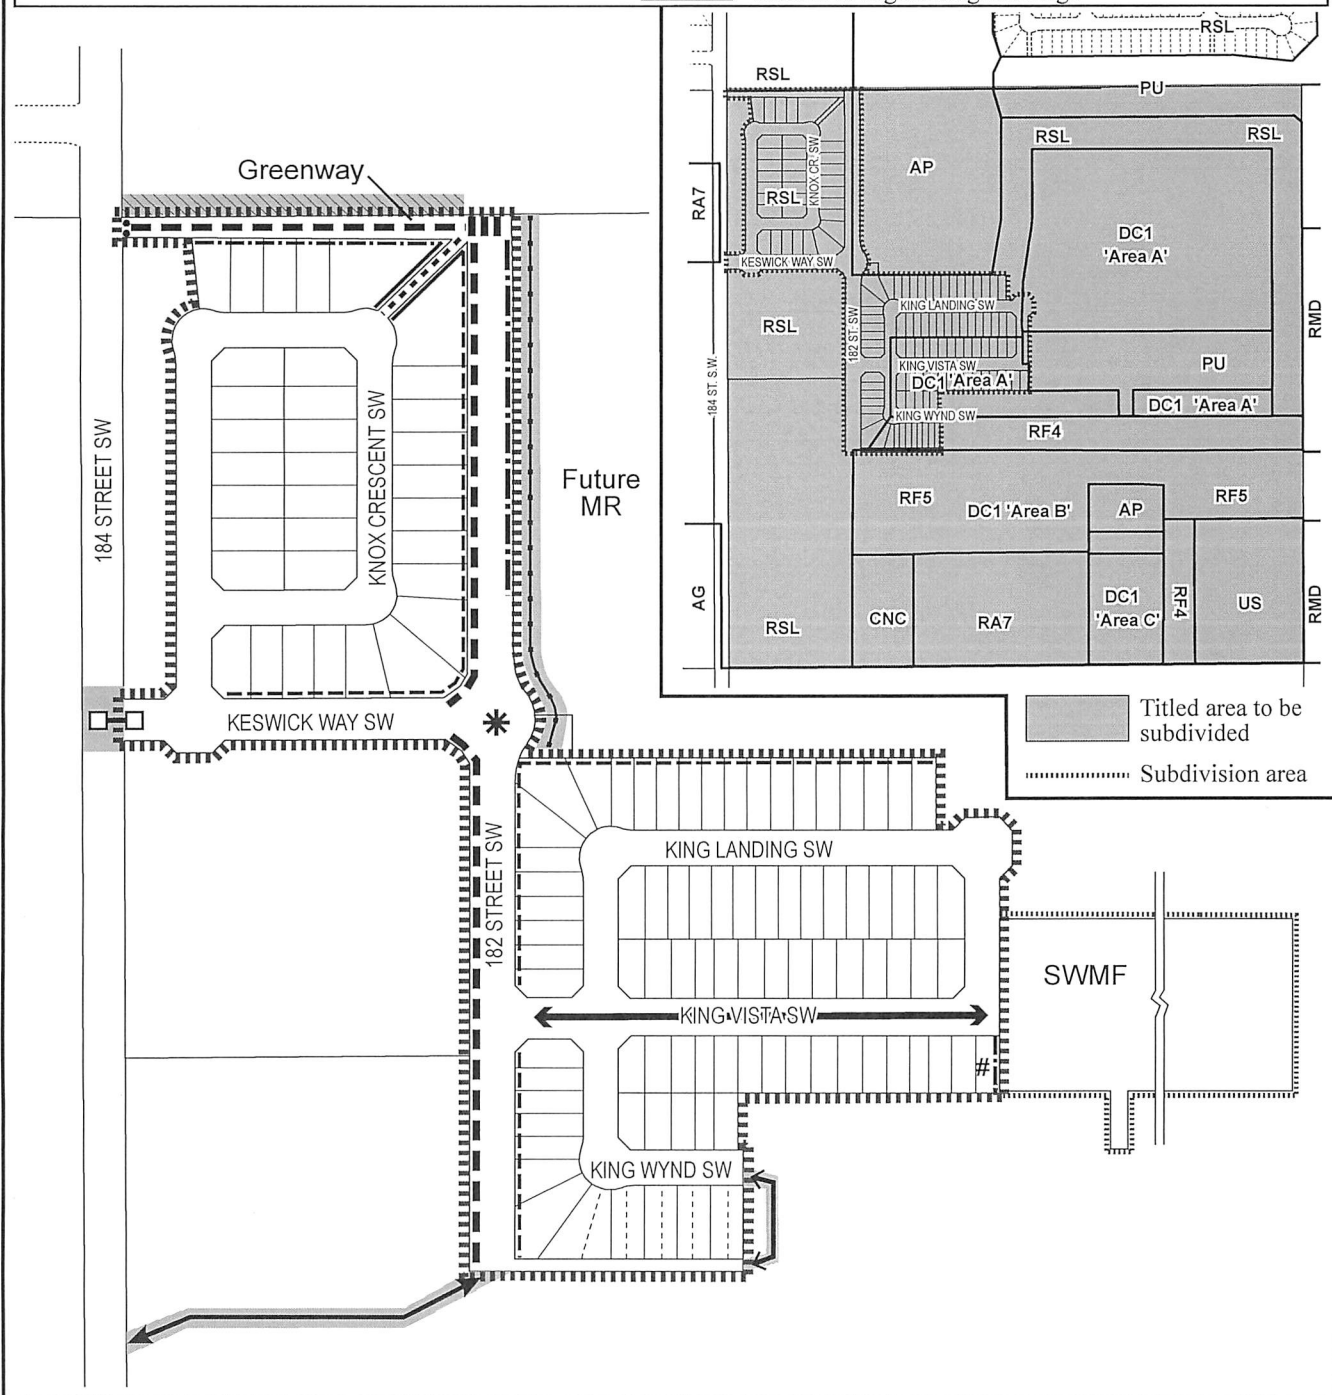 Greenway
184 STREET SW
KNOX CRESCENT SW
Future
MR
KESWICK WAY SW
182 STREET SW
KING LANDING SW
KING VISTA SW
SWMF
#
KING WYND SW
RSL
RSL
PU
RSL
RSL
AP
RA7
RSL
KNOX CR. SW
DC1
'Area A'
KESWICK WAY SW
KING LANDING SW
RSL
182 ST. SW
RMD
KING VISTA SW
PU
DC1 'Area A'
184 ST. S.W.
DC1 'Area A'
KING WYND SW
RF4
RF5
DC1 'Area B'
AP
RF5
AG
RSL
CNC
RA7
DC1
'Area C'
RF4
US
RMD
Titled area to be
subdivided
Subdivision area